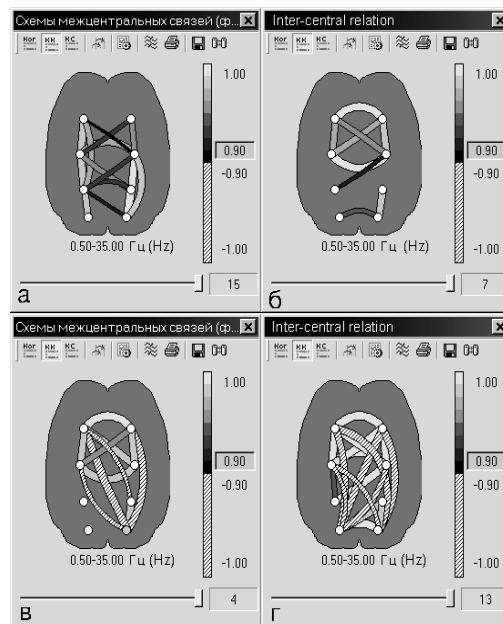 Схемы межцентральных связей (ф...
Ког КК КС
1.00
0.90
-0.90
-1.00
0.50-35.00 Гц (Hz)
а
15
Inter-central relation
Ког КК КС
1.00
0.90
-0.90
-1.00
0.50-35.00 Гц (Hz)
б
7
Схемы межцентральных связей (ф...
Ког КК КС
1.00
0.90
-0.90
-1.00
0.50-35.00 Гц (Hz)
в
4
Inter-central relation
Ког КК КС
1.00
0.90
-0.90
-1.00
0.50-35.00 Гц (Hz)
г
13